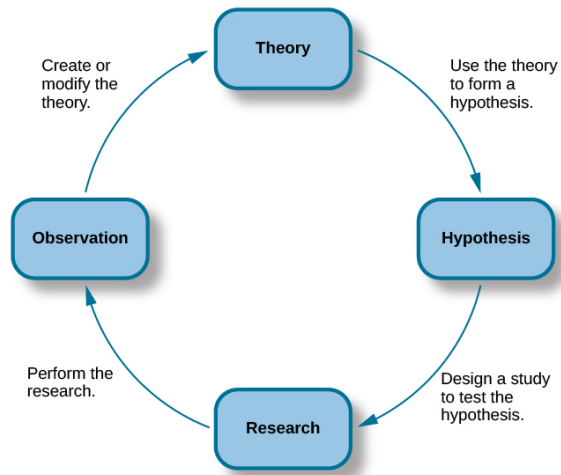 Theory
Create or
modify the
theory.
Use the theory
to form a
hypothesis.
Observation
Hypothesis
Perform the
research.
Design a study
to test the
hypothesis.
Research